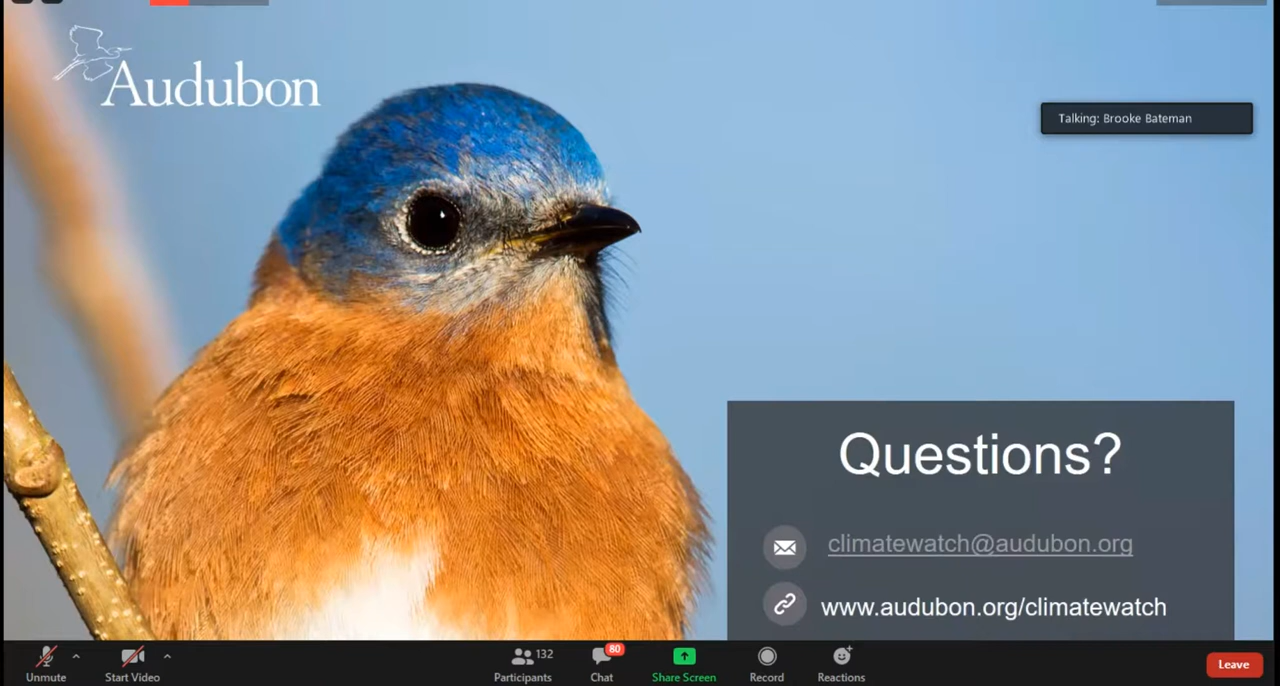 Audubon
Talking: Brooke Bateman
Questions?
climatewatch@audubon.org
www.audubon.org/climatewatch
132
80
Unmute
Start Video
Participants
Chat
Share Screen
Record
Reactions
Leave